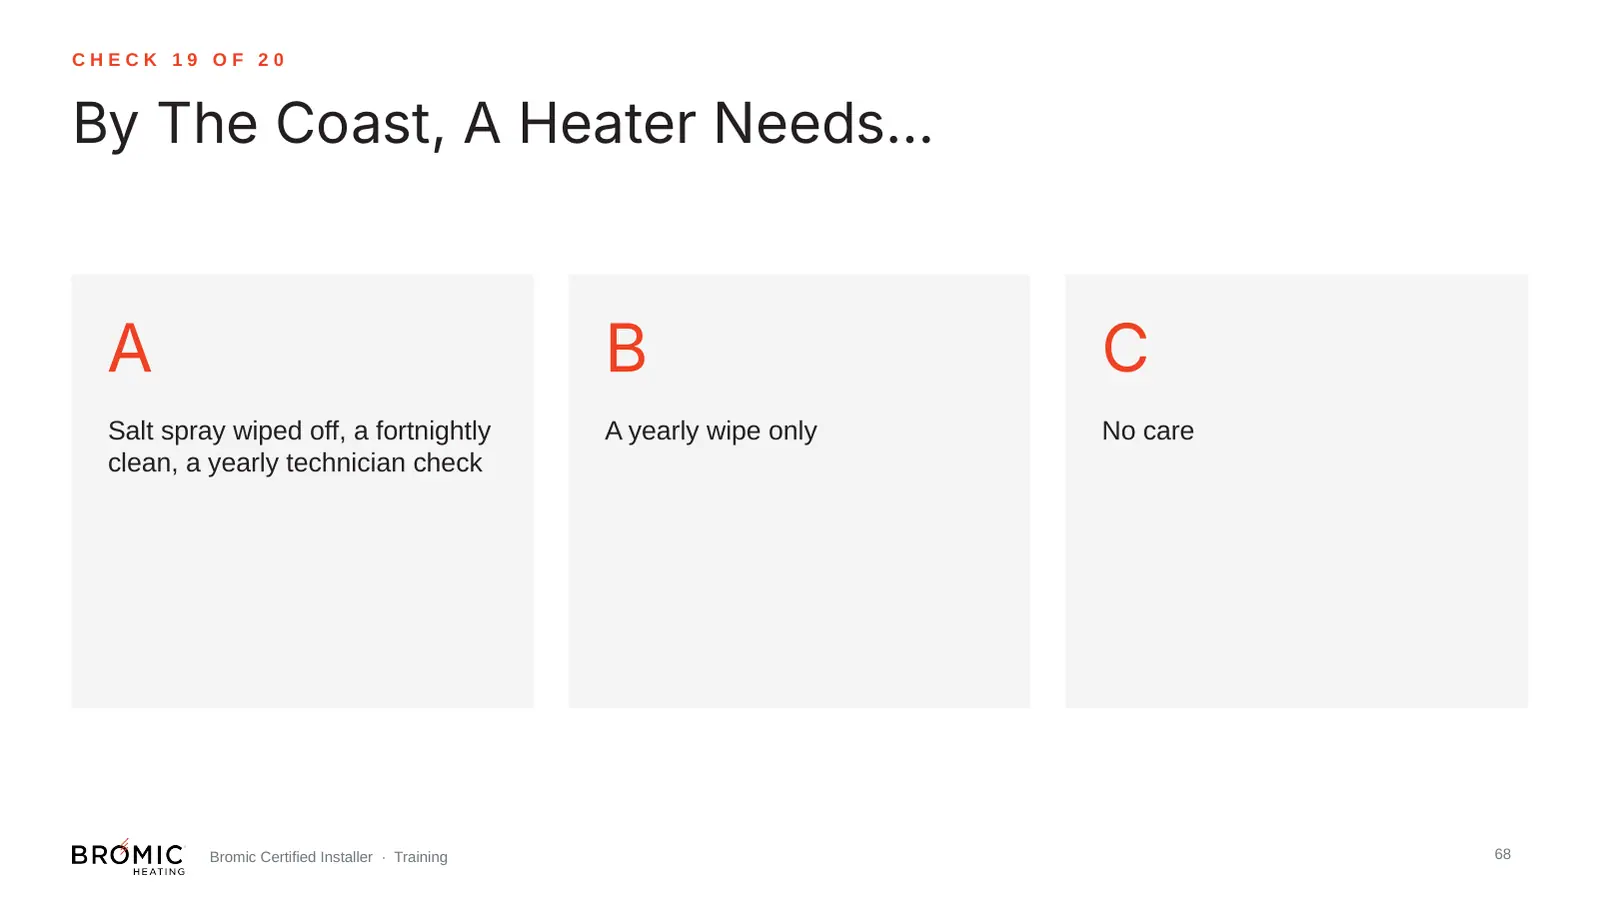 CHECK 19 OF 20
By The Coast, A Heater Needs...
A
Salt spray wiped off, a fortnightly
clean, a yearly technician check
B
A yearly wipe only
C
No care
BROMIC
HEATING
Bromic Certified Installer · Training
68